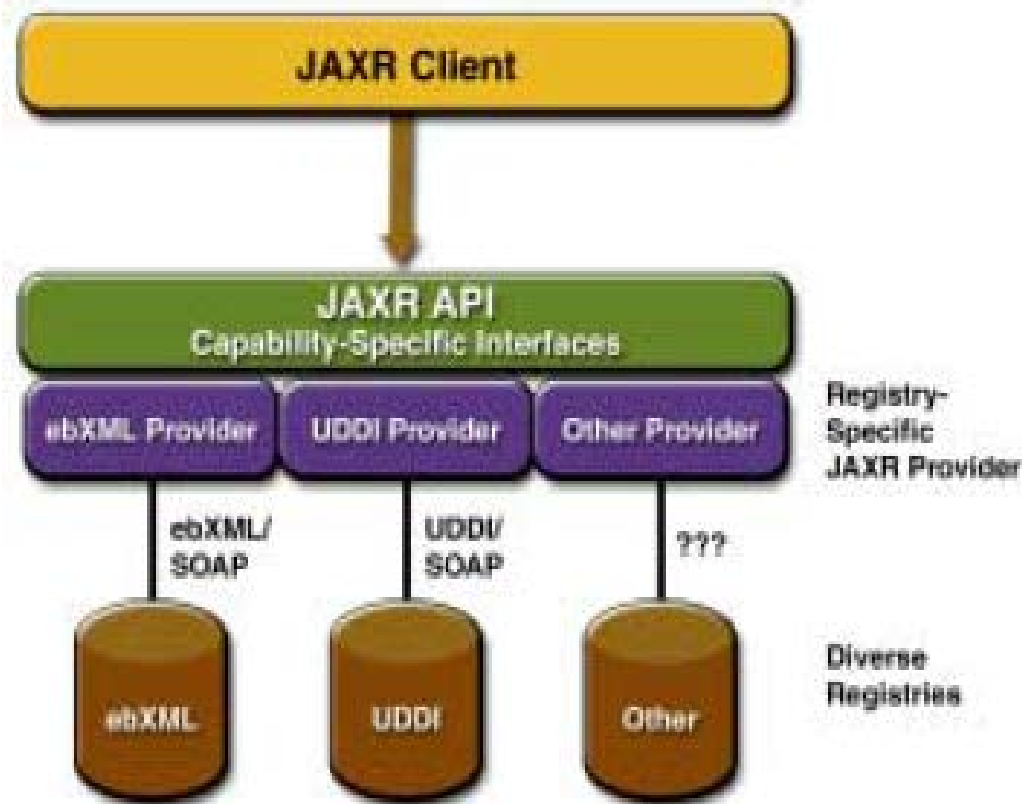 JAXR Client
JAXR API
Capability-Specific Interfaces
ebXML Provider
UDDI Provider
Other Provider
Registry-
Specific
JAXR Provider
ebXML/
SOAP
UDDI/
SOAP
???
ebXML
UDDI
Other
Diverse
Registries